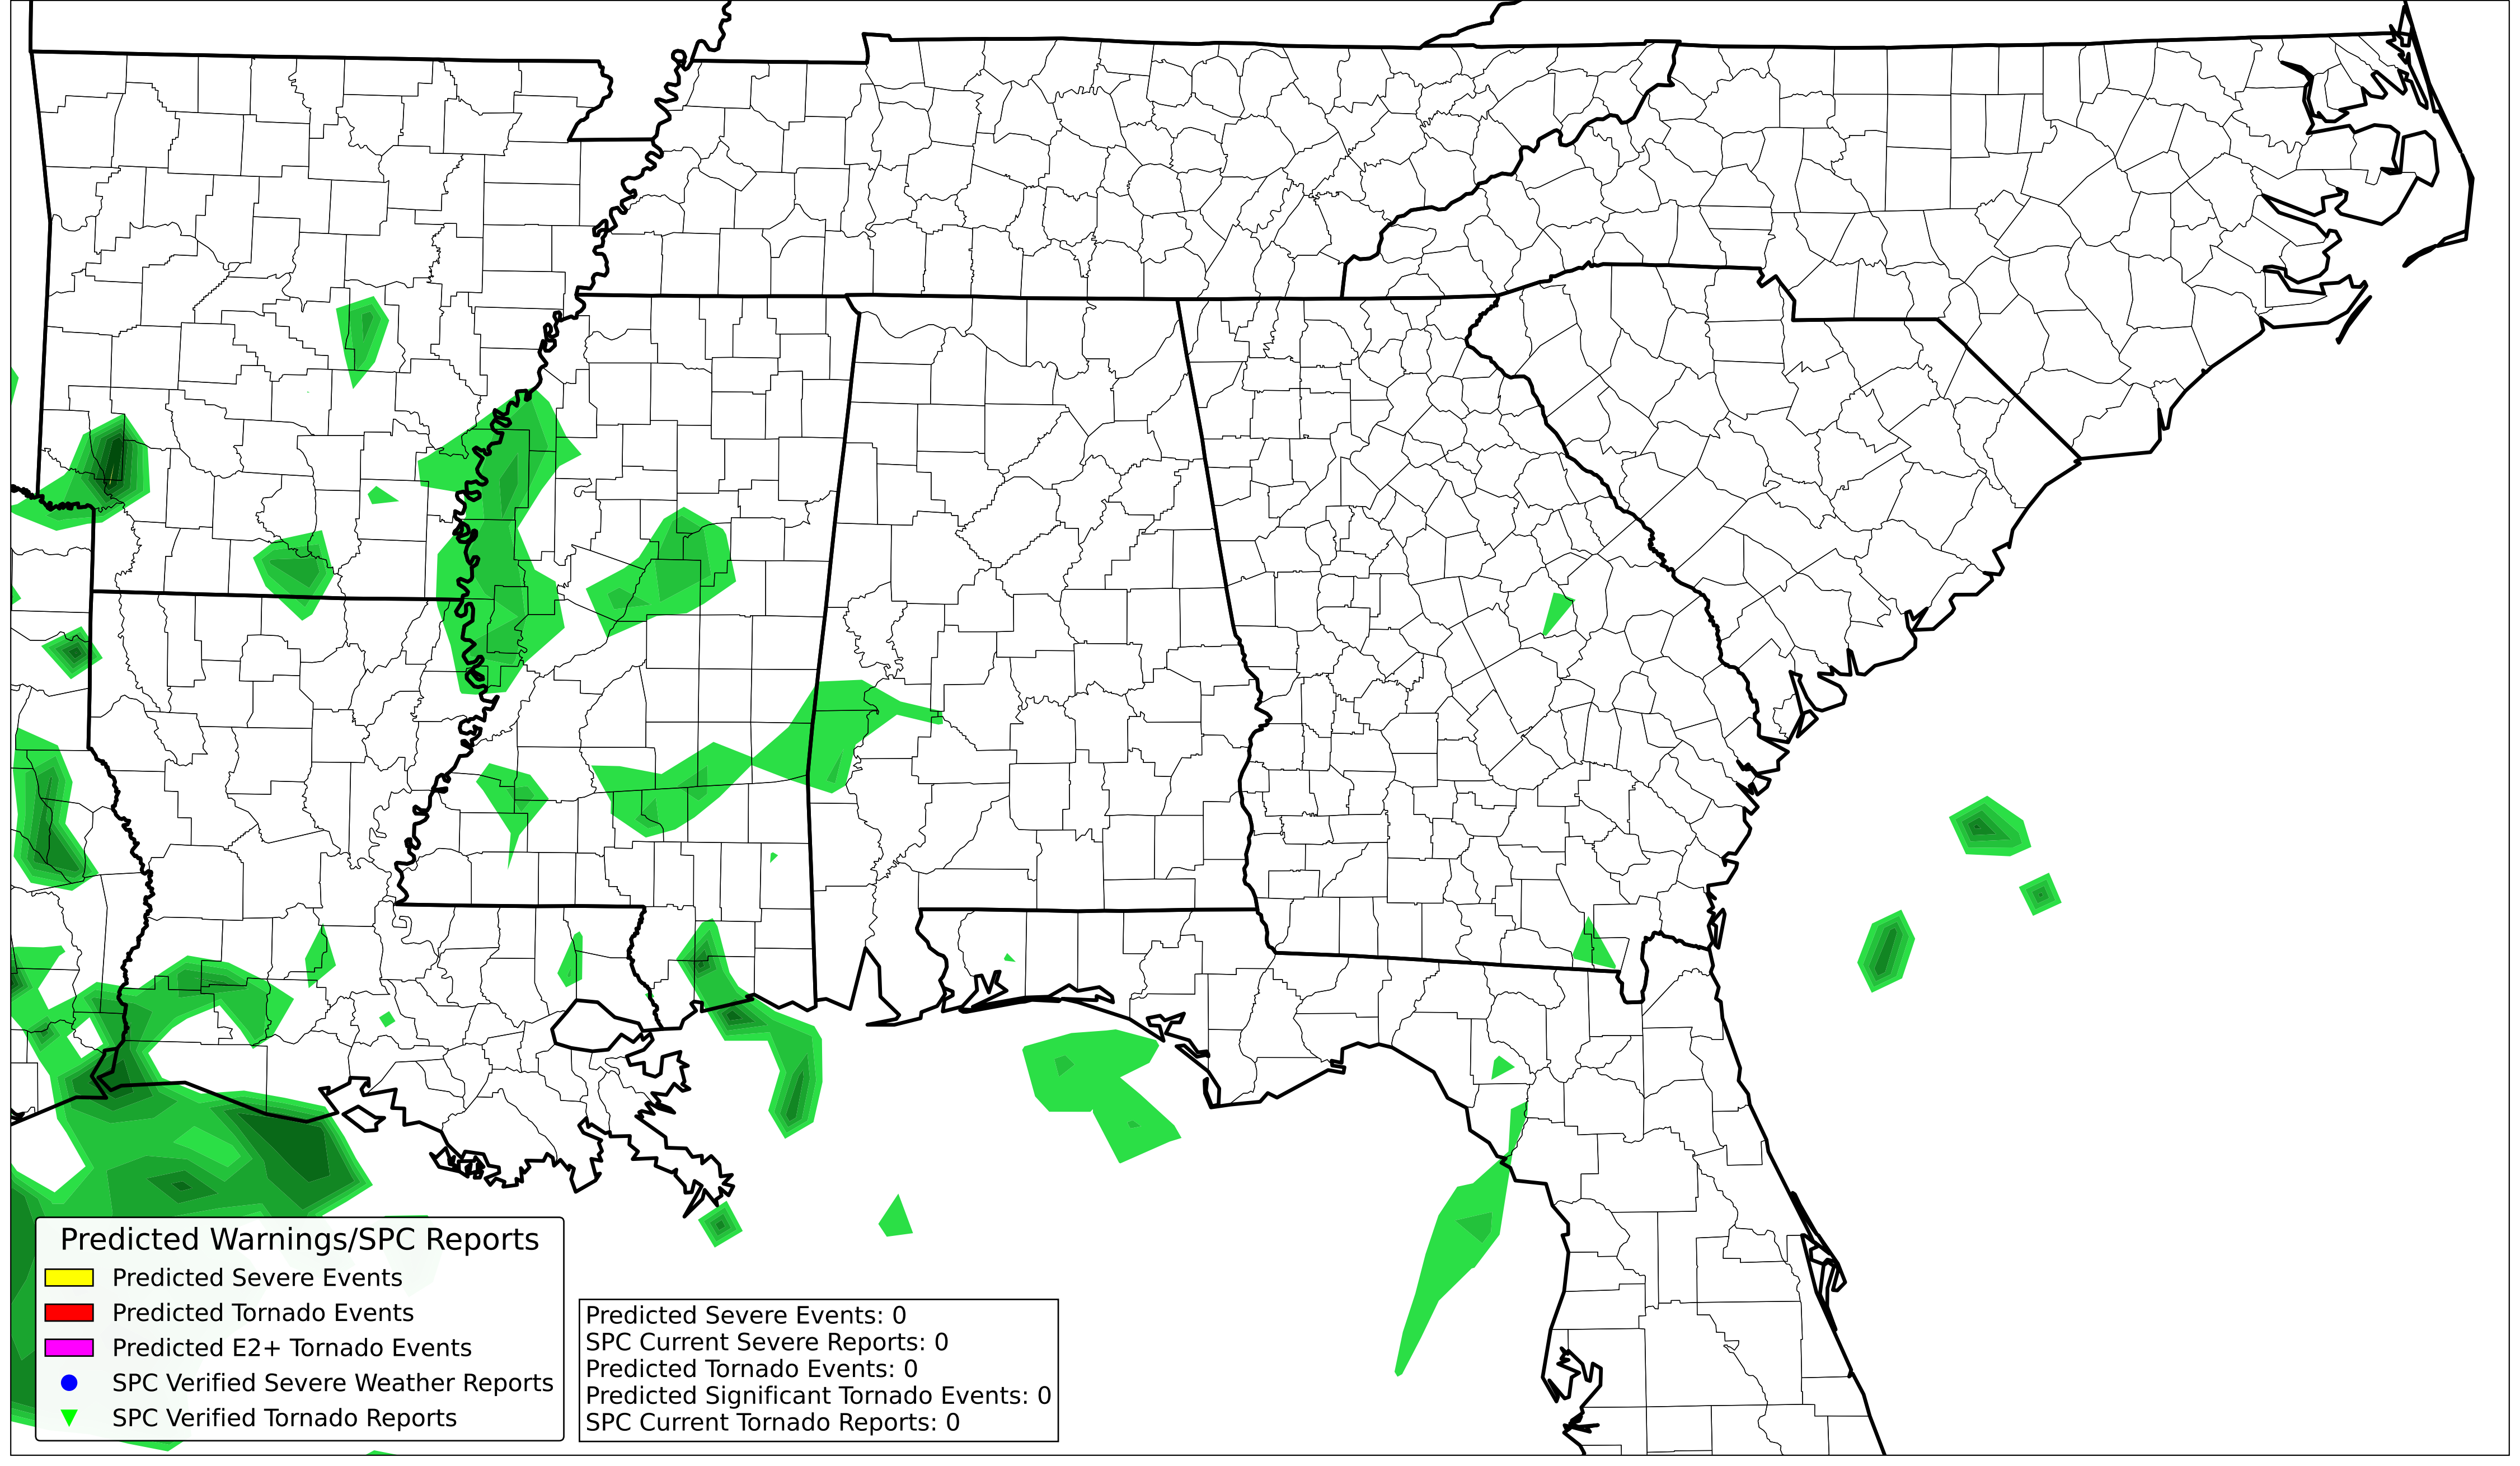 Predicted Warnings/SPC Reports
Predicted Severe Events
Predicted Tornado Events
Predicted E2+ Tornado Events
SPC Verified Severe Weather Reports
SPC Verified Tornado Reports
Predicted Severe Events: 0
SPC Current Severe Reports: 0
Predicted Tornado Events: 0
Predicted Significant Tornado Events: 0
SPC Current Tornado Reports: 0